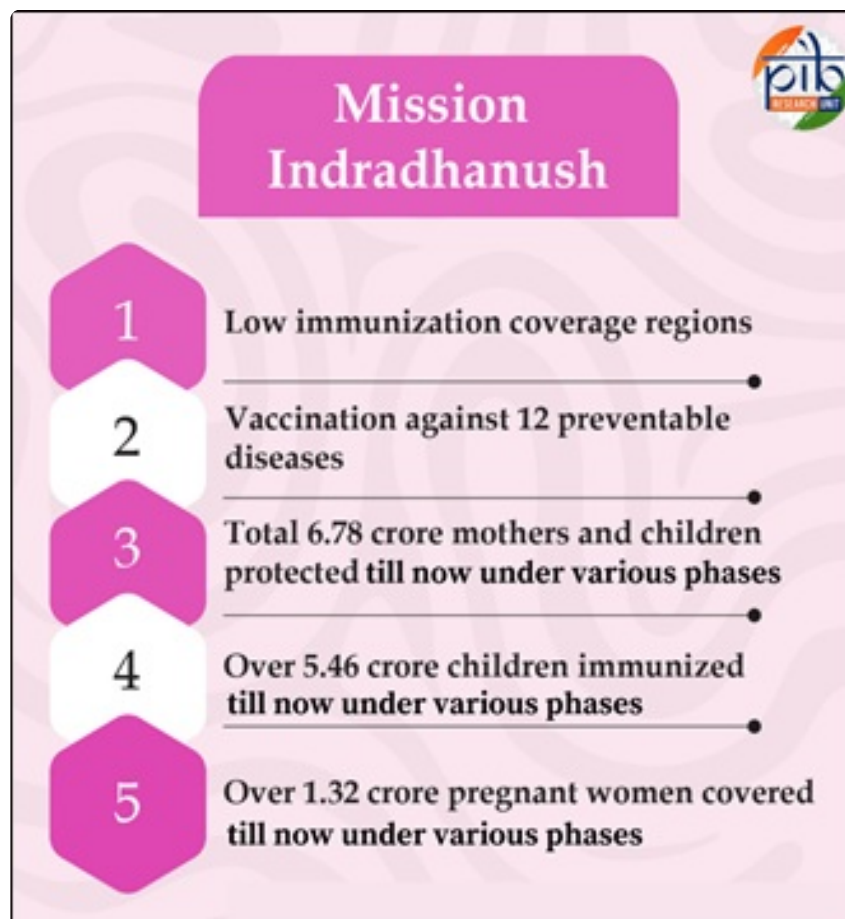 pib
RESEARCH UNIT
Mission
Indradhanush
1
Low immunization coverage regions
2
Vaccination against 12 preventable
diseases
3
Total 6.78 crore mothers and children
protected till now under various phases
4
Over 5.46 crore children immunized
till now under various phases
5
Over 1.32 crore pregnant women covered
till now under various phases